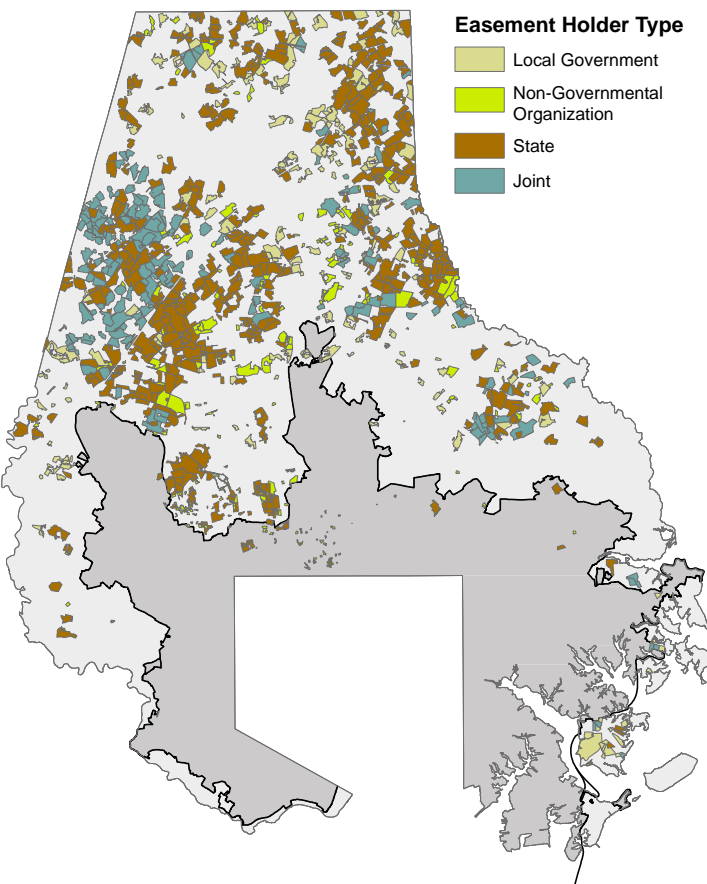 Easement Holder Type
Local Government
Non-Governmental
Organization
State
Joint